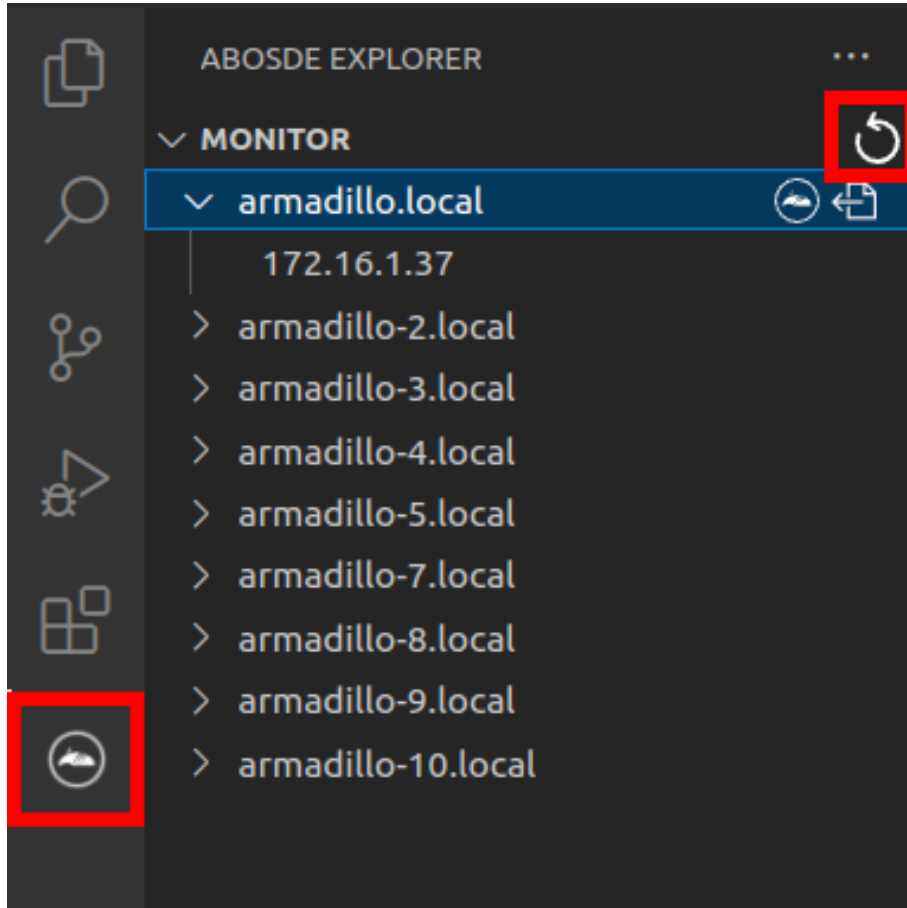 ABOSDE EXPLORER
MONITOR
armadillo.local
172.16.1.37
armadillo-2.local
armadillo-3.local
armadillo-4.local
armadillo-5.local
armadillo-7.local
armadillo-8.local
armadillo-9.local
armadillo-10.local